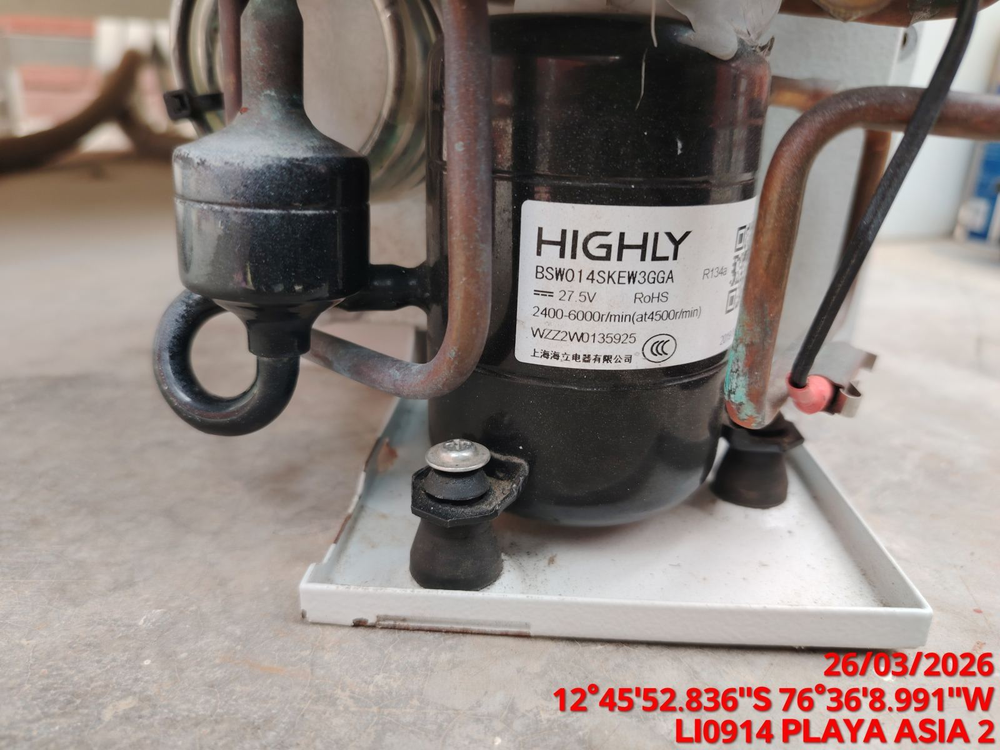 HIGHLY
BSW014SKEW3GGA R134a
27.5V RoHS
2400-6000r/min(at4500r/min)
WZZ2W0135925
CCC
上海海立电器有限公司
26/03/2026
12°45'52.836"S 76°36'8.991"W
LI0914 PLAYA ASIA 2